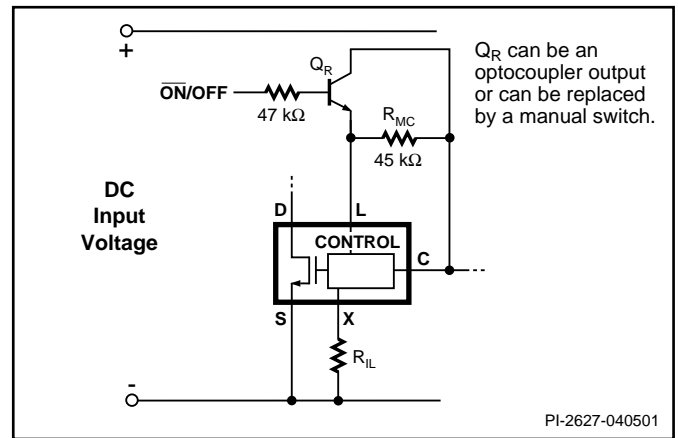 +
Q_R can be an
optocoupler output
or can be replaced
by a manual switch.
Q_R
ON/OFF
47 kΩ
R_MC
45 kΩ
DC
Input
Voltage
D
L
CONTROL
C
S
X
R_IL
-
PI-2627-040501